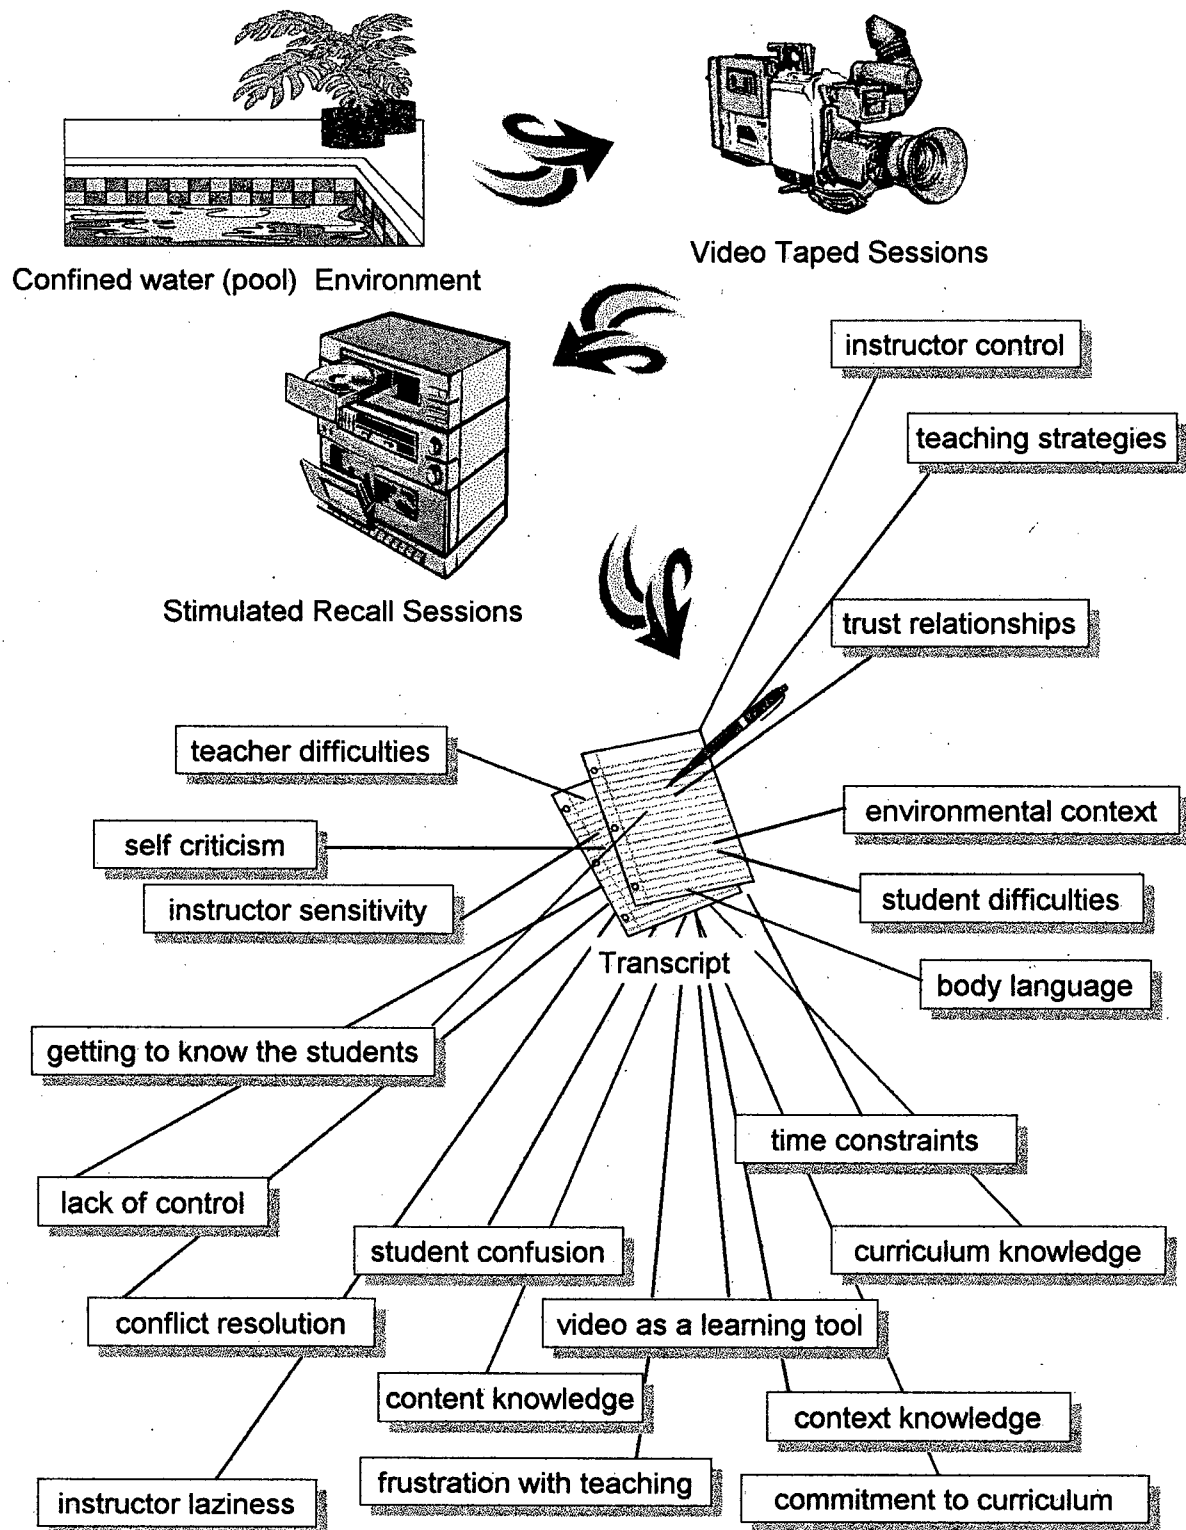 Confined water (pool) Environment
Video Taped Sessions
Stimulated Recall Sessions
instructor control
teaching strategies
trust relationships
teacher difficulties
environmental context
self criticism
student difficulties
instructor sensitivity
Transcript
body language
getting to know the students
time constraints
lack of control
student confusion
curriculum knowledge
conflict resolution
video as a learning tool
content knowledge
context knowledge
frustration with teaching
instructor laziness
commitment to curriculum